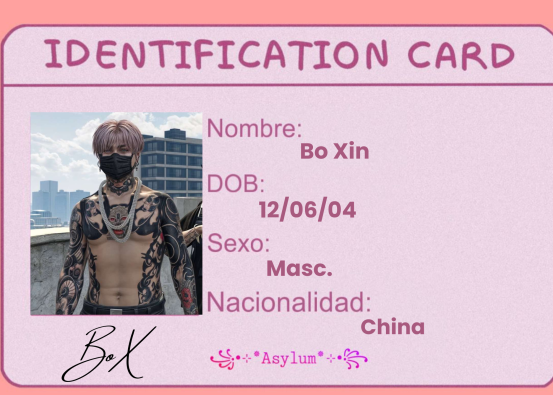 IDENTIFICATION CARD
Nombre:
Bo Xin
DOB:
12/06/04
Sexo:
Masc.
Nacionalidad:
China
BoX
꧁•⊹٭Asylum٭⊹•꧂